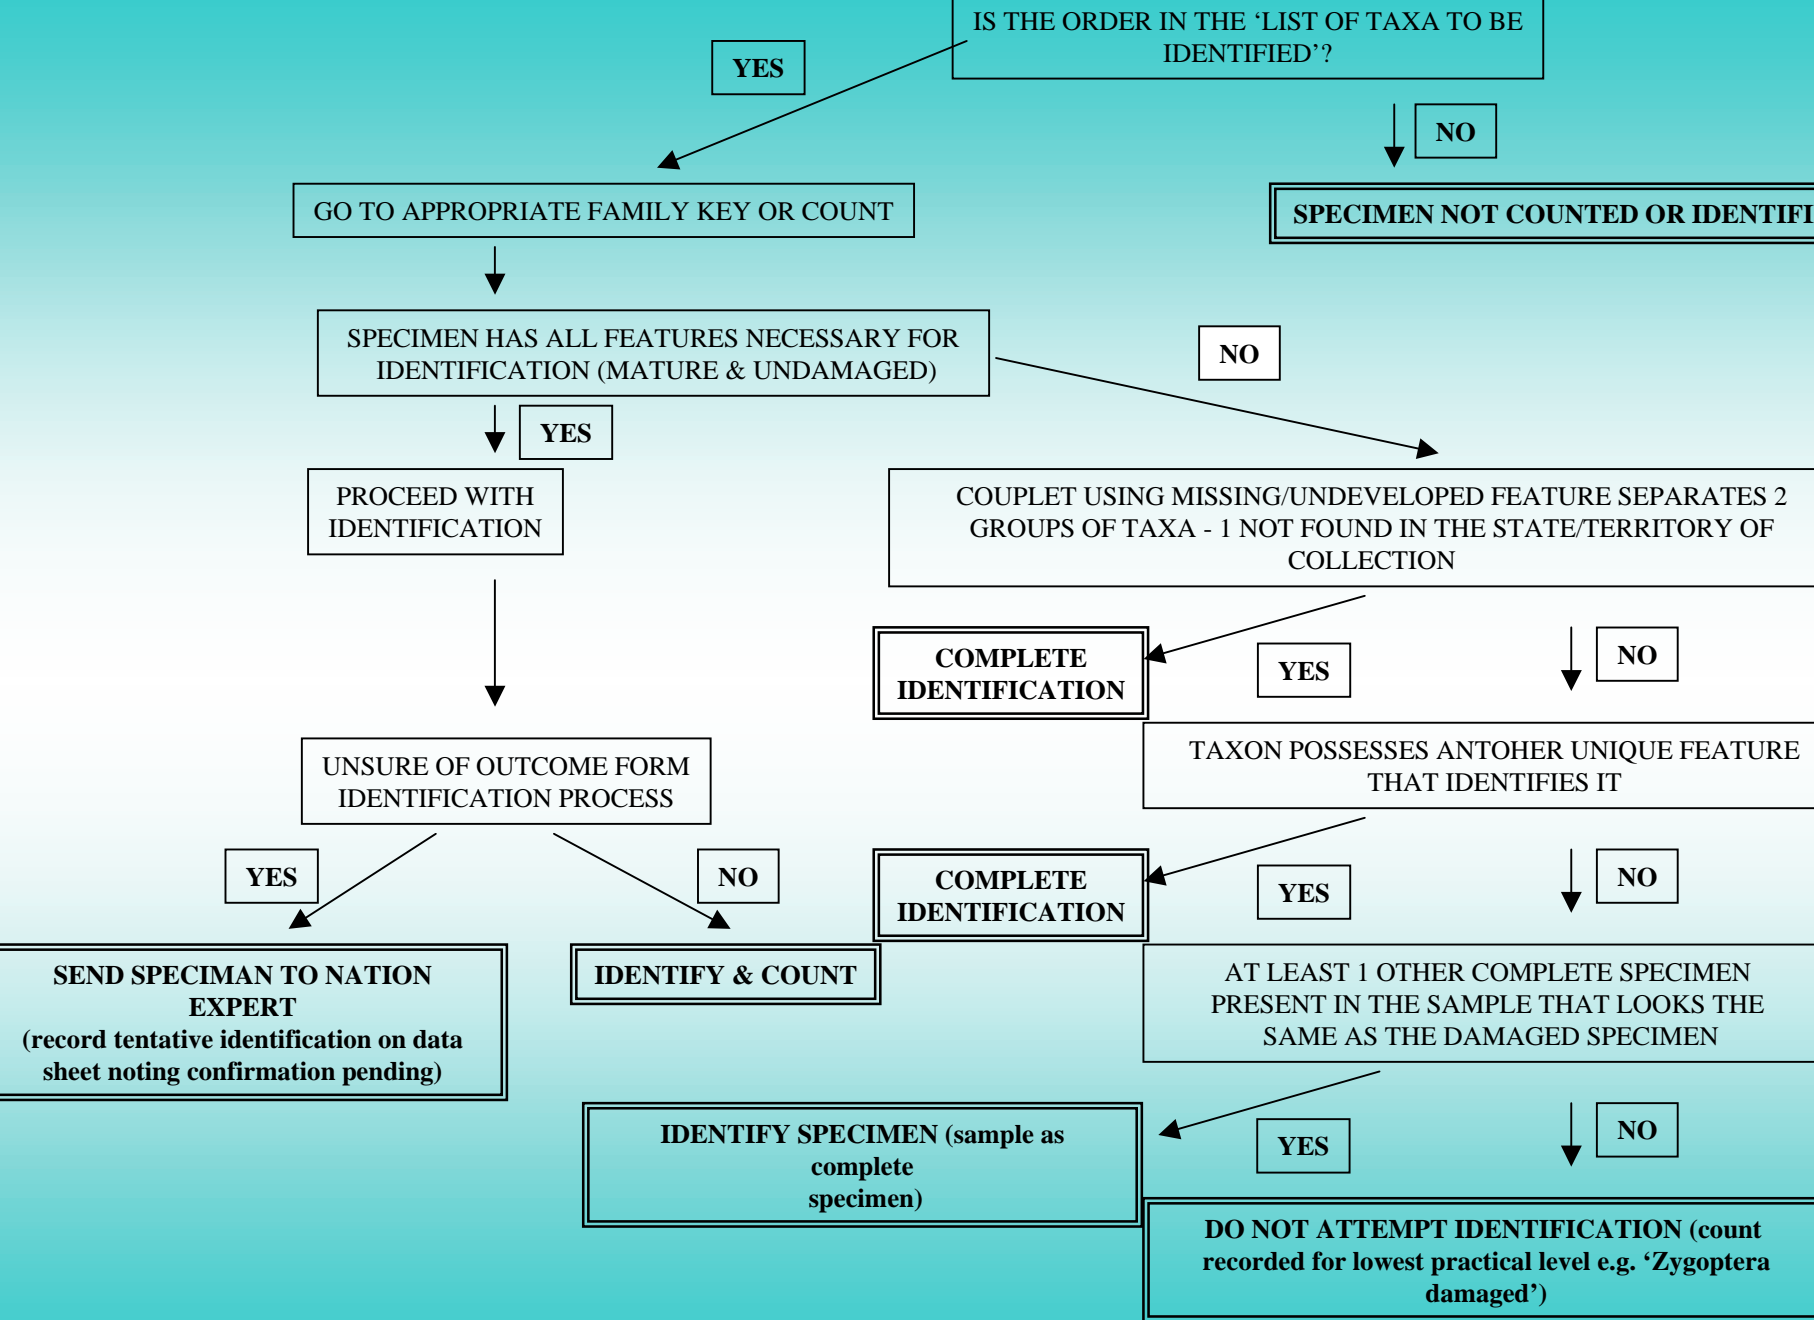 IS THE ORDER IN THE ‘LIST OF TAXA TO BE
IDENTIFIED’?
YES
NO
GO TO APPROPRIATE FAMILY KEY OR COUNT
SPECIMEN NOT COUNTED OR IDENTIFI
SPECIMEN HAS ALL FEATURES NECESSARY FOR
IDENTIFICATION (MATURE & UNDAMAGED)
NO
YES
PROCEED WITH
IDENTIFICATION
COUPLET USING MISSING/UNDEVELOPED FEATURE SEPARATES 2
GROUPS OF TAXA - 1 NOT FOUND IN THE STATE/TERRITORY OF
COLLECTION
COMPLETE
IDENTIFICATION
YES
NO
UNSURE OF OUTCOME FORM
IDENTIFICATION PROCESS
TAXON POSSESSES ANTOHER UNIQUE FEATURE
THAT IDENTIFIES IT
YES
NO
COMPLETE
IDENTIFICATION
YES
NO
SEND SPECIMAN TO NATION
EXPERT
(record tentative identification on data
sheet noting confirmation pending)
IDENTIFY & COUNT
AT LEAST 1 OTHER COMPLETE SPECIMEN
PRESENT IN THE SAMPLE THAT LOOKS THE
SAME AS THE DAMAGED SPECIMEN
IDENTIFY SPECIMEN (sample as
complete
specimen)
YES
NO
DO NOT ATTEMPT IDENTIFICATION (count
recorded for lowest practical level e.g. ‘Zygoptera
damaged’)